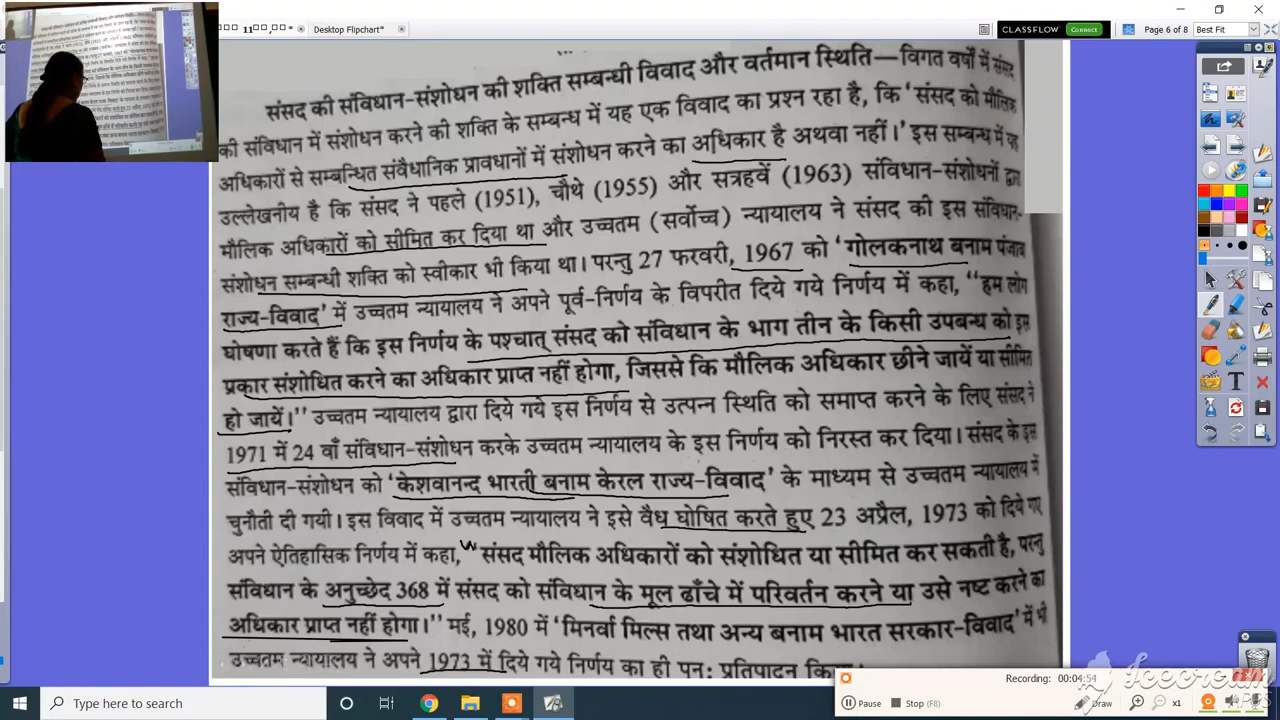 11
Desktop Flipchart*
CLASSFLOW
Page 6 of 8
Best Fit
संसद की संविधान-संशोधन की शक्ति सम्बन्धी विवाद और वर्तमान स्थिति—विगत वर्षों में संसद
की संविधान में संशोधन करने की शक्ति के सम्बन्ध में यह एक विवाद का प्रश्न रहा है, कि 'संसद को मौलिक
अधिकारों से सम्बन्धित संवैधानिक प्रावधानों में संशोधन करने का अधिकार है अथवा नहीं।' इस सम्बन्ध में यह
उल्लेखनीय है कि संसद ने पहले (1951), चौथे (1955) और सत्रहवें (1963) संविधान-संशोधनों द्वारा
मौलिक अधिकारों को सीमित कर दिया था और उच्चतम (सर्वोच्च) न्यायालय ने संसद की इस संविधान-
संशोधन सम्बन्धी शक्ति को स्वीकार भी किया था। परन्तु 27 फरवरी, 1967 को 'गोलकनाथ बनाम पंजाब
राज्य-विवाद' में उच्चतम न्यायालय ने अपने पूर्व-निर्णय के विपरीत दिये गये निर्णय में कहा, "हम लोग
घोषणा करते हैं कि इस निर्णय के पश्चात् संसद को संविधान के भाग तीन के किसी उपबन्ध को इस
प्रकार संशोधित करने का अधिकार प्राप्त नहीं होगा, जिससे कि मौलिक अधिकार छीने जायें या सीमित
हो जायें।" उच्चतम न्यायालय द्वारा दिये गये इस निर्णय से उत्पन्न स्थिति को समाप्त करने के लिए संसद ने
1971 में 24 वाँ संविधान-संशोधन करके उच्चतम न्यायालय के इस निर्णय को निरस्त कर दिया। संसद के इस
संविधान-संशोधन को 'केशवानन्द भारती बनाम केरल राज्य-विवाद' के माध्यम से उच्चतम न्यायालय में
चुनौती दी गयी। इस विवाद में उच्चतम न्यायालय ने इसे वैध घोषित करते हुए 23 अप्रैल, 1973 को दिये गए
अपने ऐतिहासिक निर्णय में कहा, "संसद मौलिक अधिकारों को संशोधित या सीमित कर सकती है, परन्तु
संविधान के अनुच्छेद 368 में संसद को संविधान के मूल ढाँचे में परिवर्तन करने या उसे नष्ट करने का
अधिकार प्राप्त नहीं होगा।" मई, 1980 में 'मिनर्वा मिल्स तथा अन्य बनाम भारत सरकार-विवाद' में भी
उच्चतम न्यायालय ने अपने 1973 में दिये गये निर्णय का ही पुन: प्रतिपादन किया।
Recording: 00:04:54
Pause
Stop (F8)
Draw
x1
Icecream
APPS
Type here to search